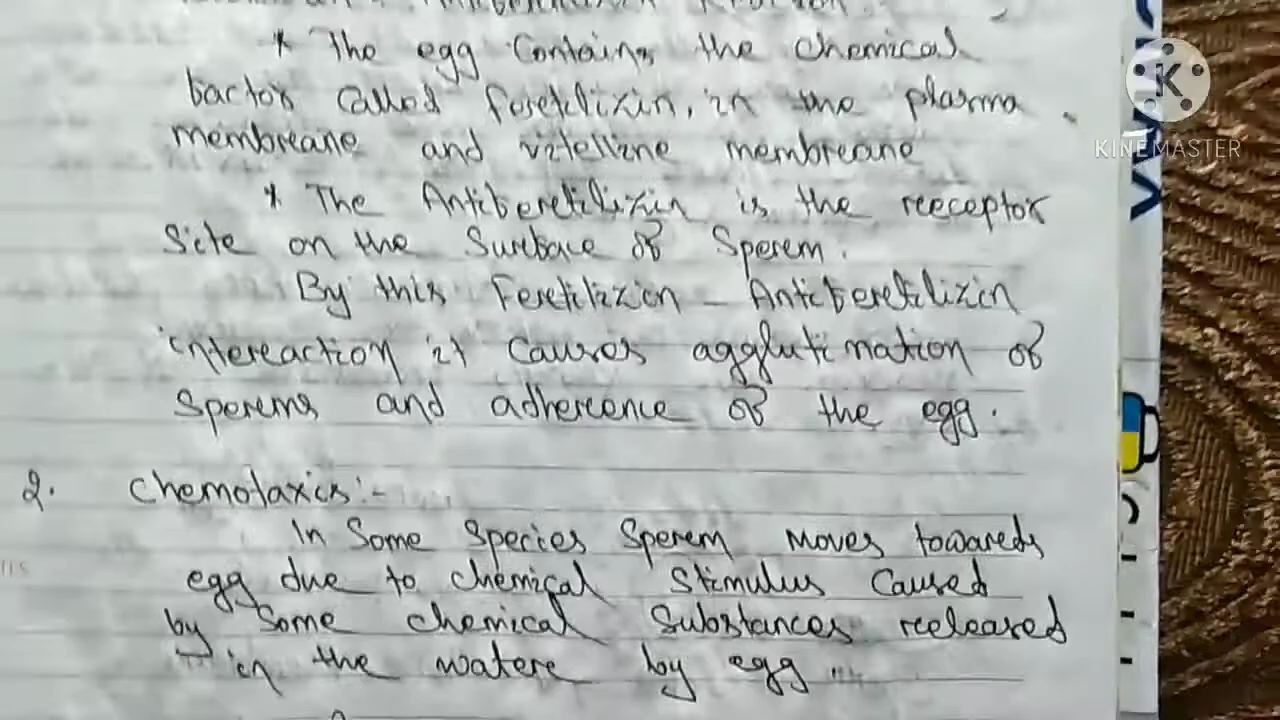 * The egg contains the chemical
factor called fertilizin, in the plasma
membrane and vitelline membrane
* The Antifertilizin is the receptor
site on the surface of sperm.
By this Fertilizin - Antifertilizin
interaction it causes agglutination of
sperms and adherence of the egg.
2. Chemotaxis :-
In some species sperm moves towards
egg due to chemical stimulus caused
by some chemical substances released
in the water by egg
KINEMASTER